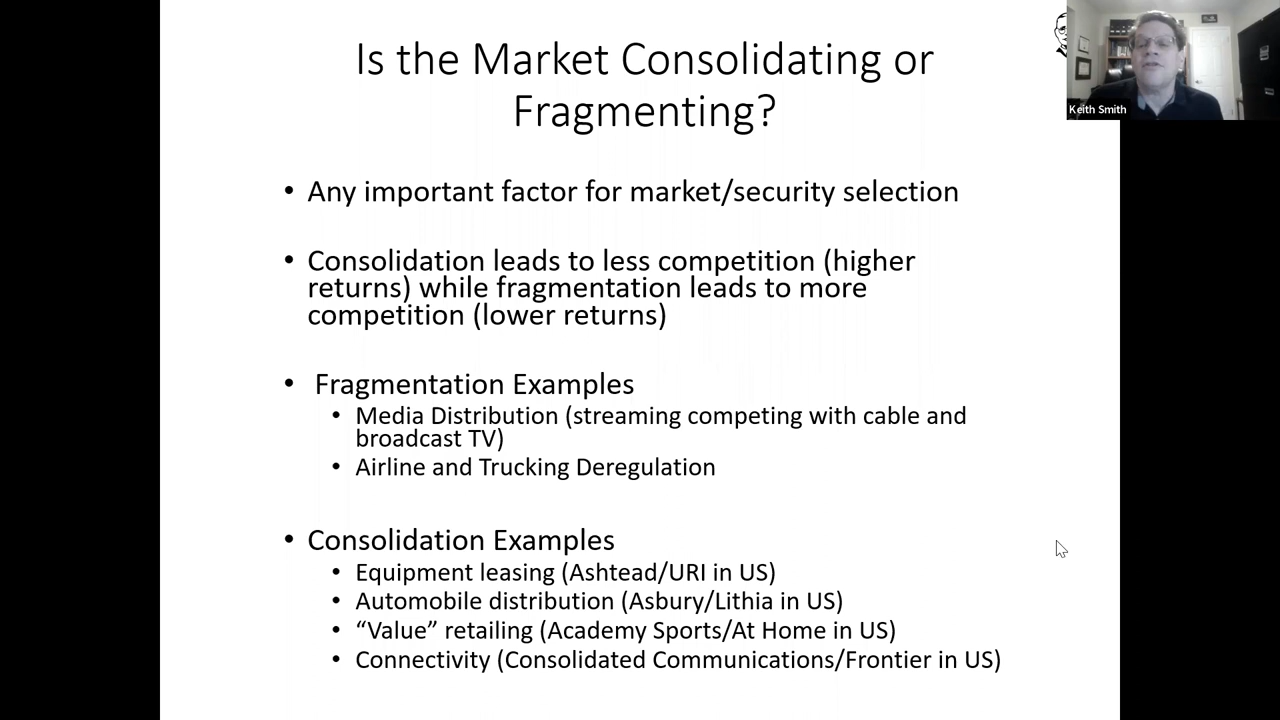 Is the Market Consolidating or
Fragmenting?
Keith Smith
• Any important factor for market/security selection
• Consolidation leads to less competition (higher
returns) while fragmentation leads to more
competition (lower returns)
• Fragmentation Examples
• Media Distribution (streaming competing with cable and
broadcast TV)
• Airline and Trucking Deregulation
• Consolidation Examples
• Equipment leasing (Ashtead/URI in US)
• Automobile distribution (Asbury/Lithia in US)
• “Value” retailing (Academy Sports/At Home in US)
• Connectivity (Consolidated Communications/Frontier in US)